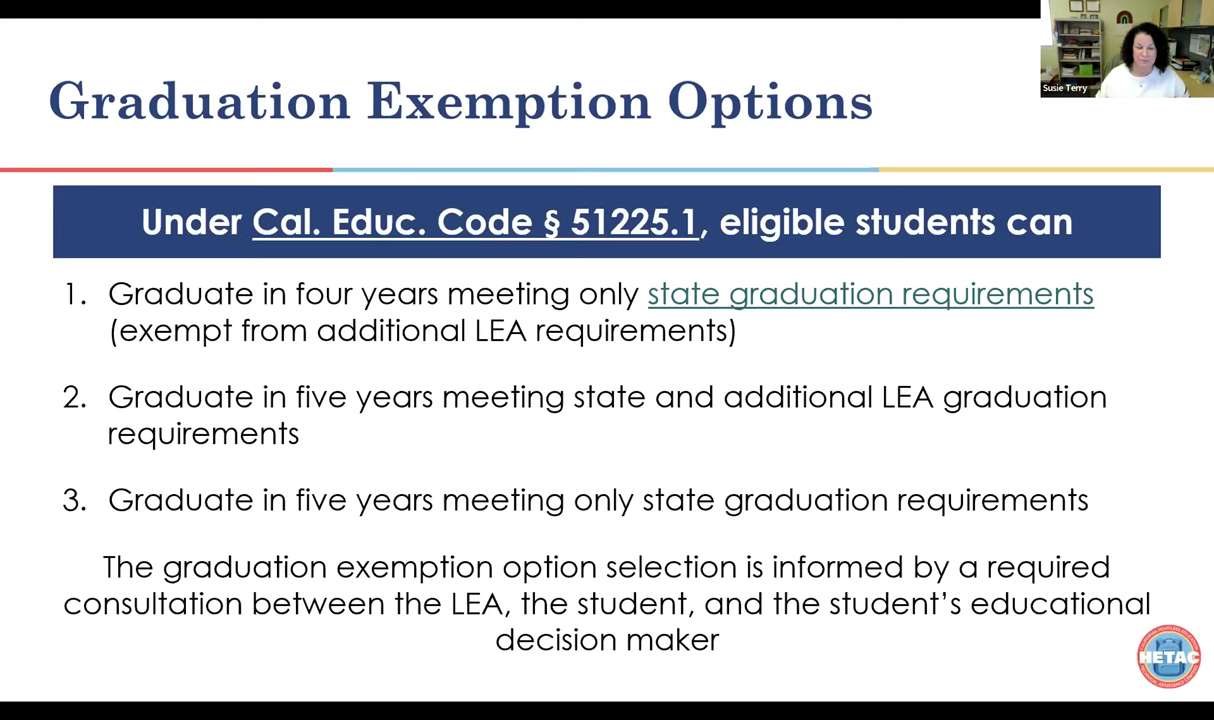 Susie Terry
Graduation Exemption Options
Under Cal. Educ. Code § 51225.1, eligible students can
1. Graduate in four years meeting only state graduation requirements
(exempt from additional LEA requirements)
2. Graduate in five years meeting state and additional LEA graduation
requirements
3. Graduate in five years meeting only state graduation requirements
The graduation exemption option selection is informed by a required
consultation between the LEA, the student, and the student's educational
decision maker
HETAC